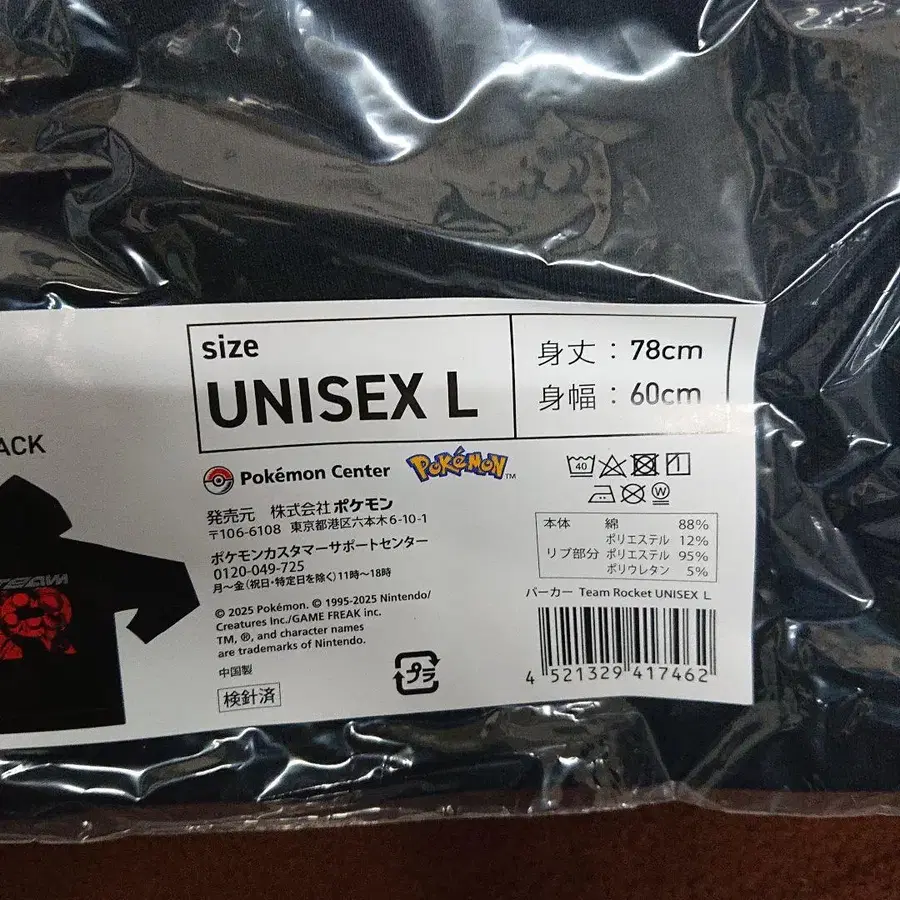 size
UNISEX L
身丈：78cm
身幅：60cm
ACK
Pokémon Center
POKéMON™
発売元 株式会社ポケモン
〒106-6108 東京都港区六本木6-10-1
ポケモンカスタマーサポートセンター
0120-049-725
月～金(祝日・特定日を除く)11時～18時
© 2025 Pokémon. © 1995-2025 Nintendo/
Creatures Inc./GAME FREAK inc.
TM, ®, and character names
are trademarks of Nintendo.
中国製
検針済
プラ
40
W
本体 綿 88%
ポリエステル 12%
リブ部分 ポリエステル 95%
ポリウレタン 5%
パーカー Team Rocket UNISEX L
4 521329 417462
TEAM
R